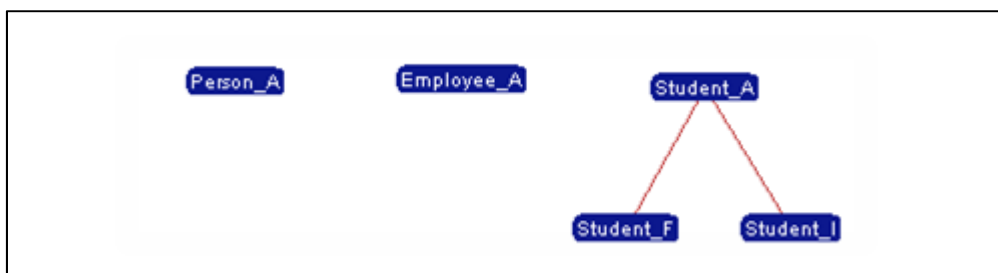 Person_A
Employee_A
Student_A
Student_F
Student_I